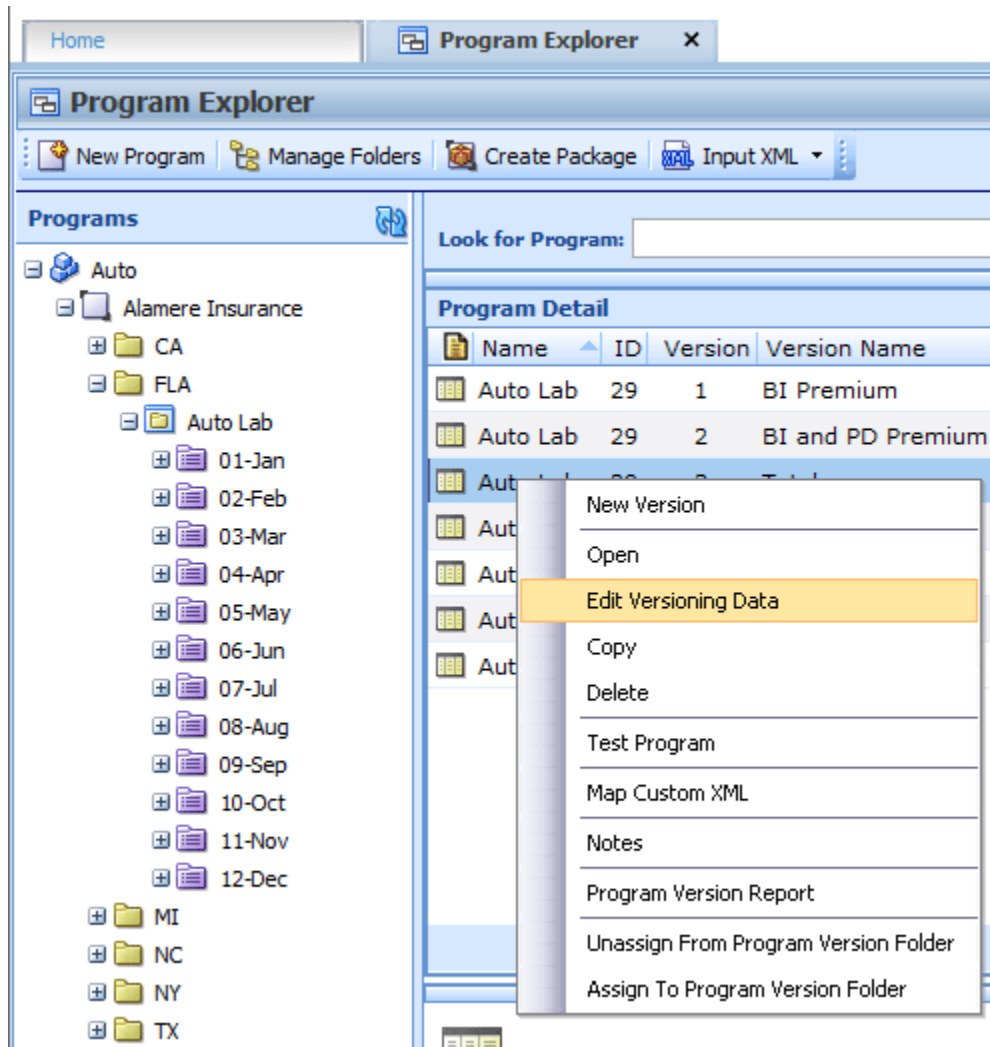 Home
Program Explorer
Program Explorer
New Program Manage Folders Create Package Input XML
Programs
Auto
Alamere Insurance
CA
FLA
Auto Lab
01-Jan
02-Feb
03-Mar
04-Apr
05-May
06-Jun
07-Jul
08-Aug
09-Sep
10-Oct
11-Nov
12-Dec
MI
NC
NY
TX
Look for Program:
Program Detail
Name ID Version Version Name
Auto Lab 29 1 BI Premium
Auto Lab 29 2 BI and PD Premium
Aut
Aut
Aut
Aut
Aut
New Version
Open
Edit Versioning Data
Copy
Delete
Test Program
Map Custom XML
Notes
Program Version Report
Unassign From Program Version Folder
Assign To Program Version Folder